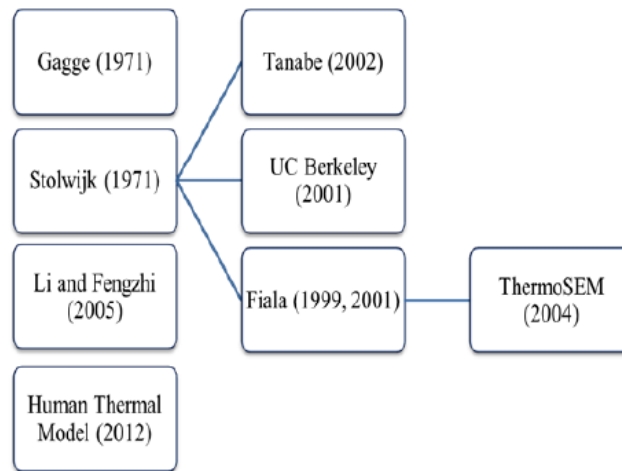 Gagge (1971)
Tanabe (2002)
Stolwijk (1971)
UC Berkeley
(2001)
Li and Fengzhi
(2005)
Fiala (1999, 2001)
ThermoSEM
(2004)
Human Thermal
Model (2012)